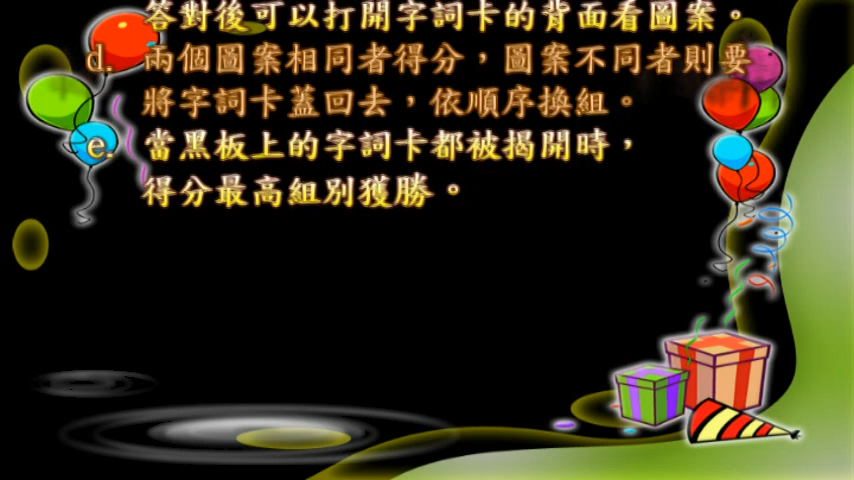 答對後可以打開字詞卡的背面看圖案。
d. 兩個圖案相同者得分，圖案不同者則要
將字詞卡蓋回去，依順序換組。
e. 當黑板上的字詞卡都被揭開時，
得分最高組別獲勝。